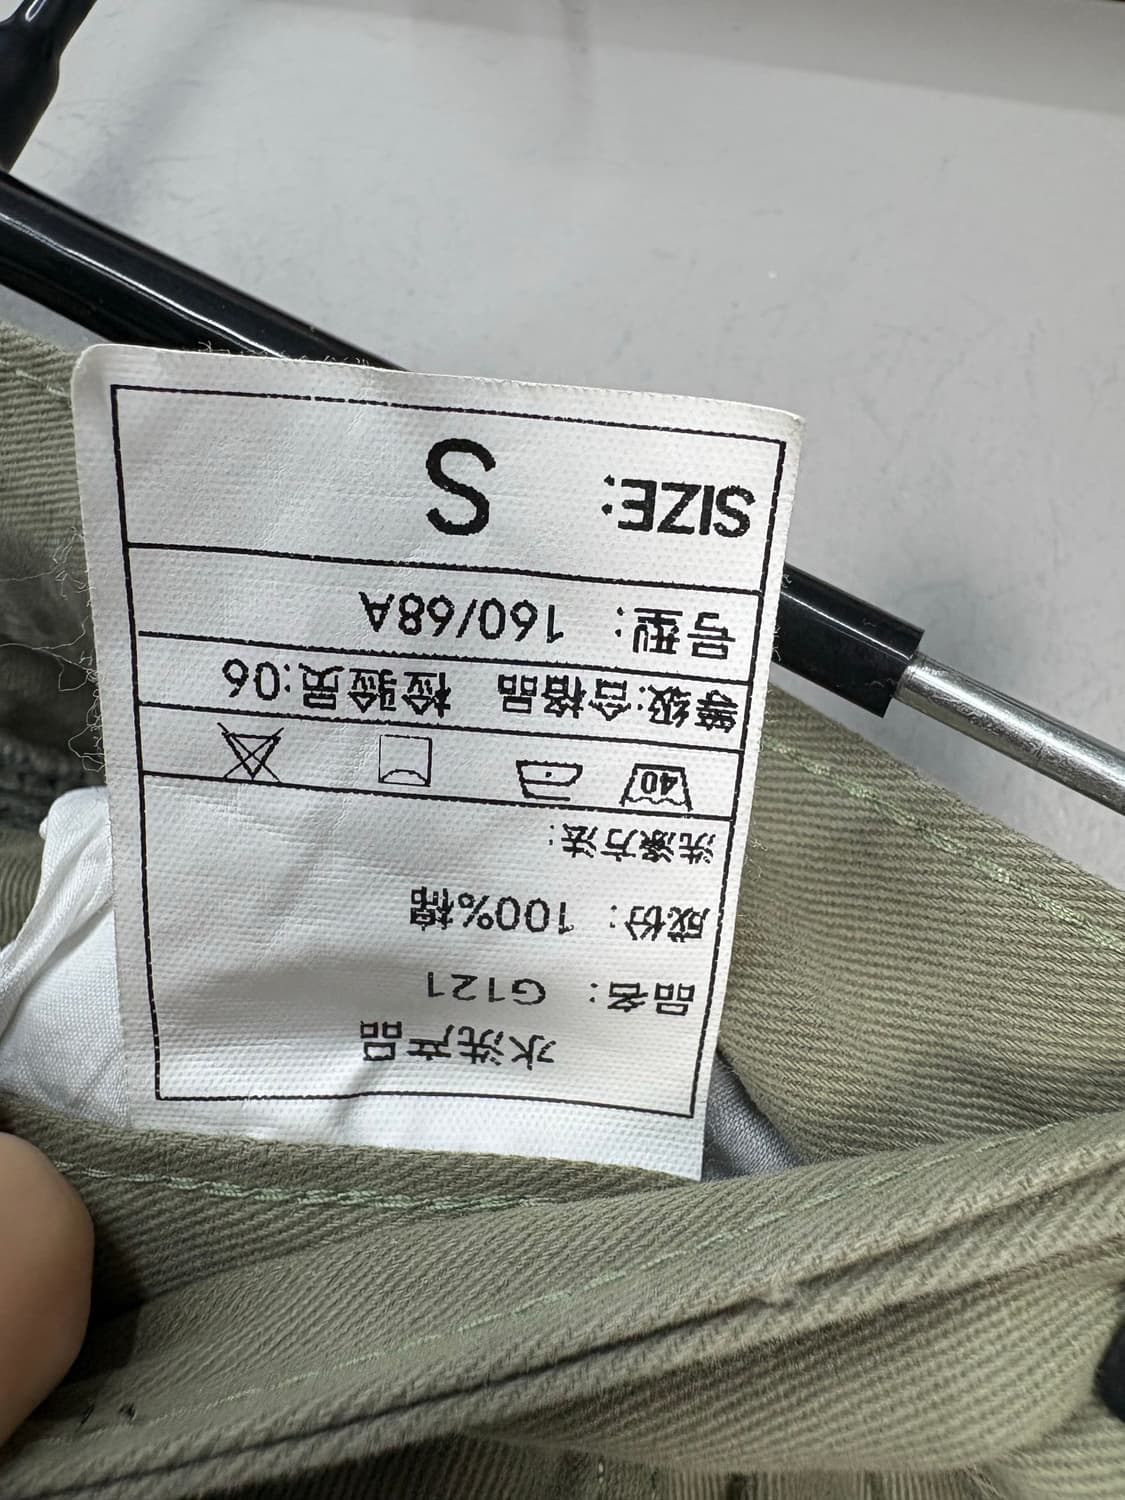 水洗产品
品名: G121
成份: 100%棉
洗涤方法:
40
等级:合格品 检验员:06
号型: 160/68A
SIZE: S